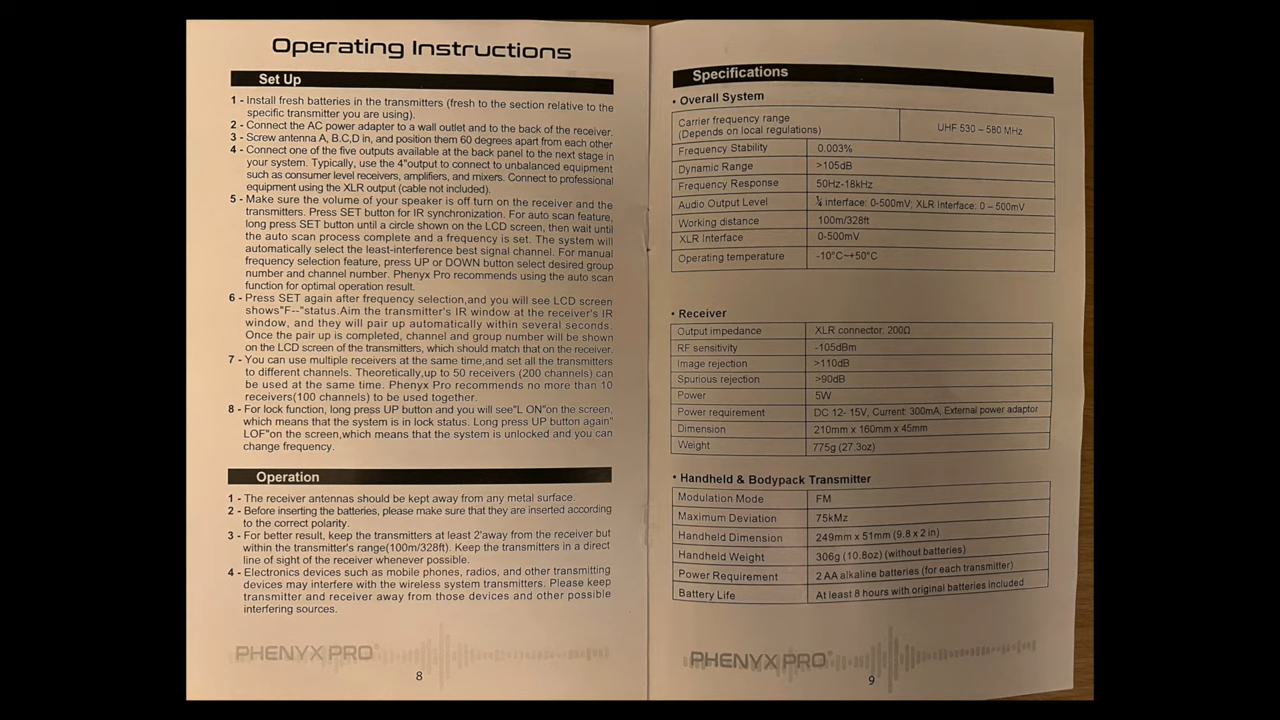 Operating Instructions
Set Up
1 - Install fresh batteries in the transmitters (fresh to the section relative to the
specific transmitter you are using).
2 - Connect the AC power adapter to a wall outlet and to the back of the receiver.
3 - Screw antenna A, B,C,D in, and position them 60 degrees apart from each other
4 - Connect one of the five outputs available at the back panel to the next stage in
your system. Typically, use the 4"output to connect to unbalanced equipment
such as consumer level receivers, amplifiers, and mixers. Connect to professional
equipment using the XLR output (cable not included).
5 - Make sure the volume of your speaker is off turn on the receiver and the
transmitters. Press SET button for IR synchronization. For auto scan feature,
long press SET button until a circle shown on the LCD screen, then wait until
the auto scan process complete and a frequency is set. The system will
automatically select the least-interference best signal channel. For manual
frequency selection feature, press UP or DOWN button select desired group
number and channel number. Phenyx Pro recommends using the auto scan
function for optimal operation result.
6 - Press SET again after frequency selection,and you will see LCD screen
shows"F--"status.Aim the transmitter's IR window at the receiver's IR
window, and they will pair up automatically within several seconds.
Once the pair up is completed, channel and group number will be shown
on the LCD screen of the transmitters, which should match that on the receiver.
7 - You can use multiple receivers at the same time,and set all the transmitters
to different channels. Theoretically,up to 50 receivers (200 channels) can
be used at the same time. Phenyx Pro recommends no more than 10
receivers(100 channels) to be used together.
8 - For lock function, long press UP button and you will see"L ON"on the screen,
which means that the system is in lock status. Long press UP button again"
LOF"on the screen,which means that the system is unlocked and you can
change frequency.
Operation
1 - The receiver antennas should be kept away from any metal surface.
2 - Before inserting the batteries, please make sure that they are inserted according
to the correct polarity.
3 - For better result, keep the transmitters at least 2'away from the receiver but
within the transmitter's range(100m/328ft). Keep the transmitters in a direct
line of sight of the receiver whenever possible.
4 - Electronics devices such as mobile phones, radios, and other transmitting
devices may interfere with the wireless system transmitters. Please keep
transmitter and receiver away from those devices and other possible
interfering sources.
PHENYX PRO®
8
Specifications
• Overall System
Carrier frequency range
(Depends on local regulations) UHF 530 – 580 MHz
Frequency Stability 0.003%
Dynamic Range >105dB
Frequency Response 50Hz-18kHz
Audio Output Level ¼ interface: 0-500mV; XLR Interface: 0 – 500mV
Working distance 100m/328ft
XLR Interface 0-500mV
Operating temperature -10°C~+50°C
• Receiver
Output impedance XLR connector: 200Ω
RF sensitivity -105dBm
Image rejection >110dB
Spurious rejection >90dB
Power 5W
Power requirement DC 12- 15V, Current: 300mA, External power adaptor
Dimension 210mm x 160mm x 45mm
Weight 775g (27.3oz)
• Handheld & Bodypack Transmitter
Modulation Mode FM
Maximum Deviation 75kMz
Handheld Dimension 249mm x 51mm (9.8 x 2 in)
Handheld Weight 306g (10.8oz) (without batteries)
Power Requirement 2 AA alkaline batteries (for each transmitter)
Battery Life At least 8 hours with original batteries included
PHENYX PRO®
9